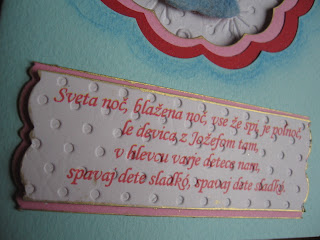 Sveta noč, blažena noč, vse že spi, je polnoč,
le devica z Jožefom tam,
v hlevcu varje detece nam,
spavaj dete sladko, spavaj dete sladko.